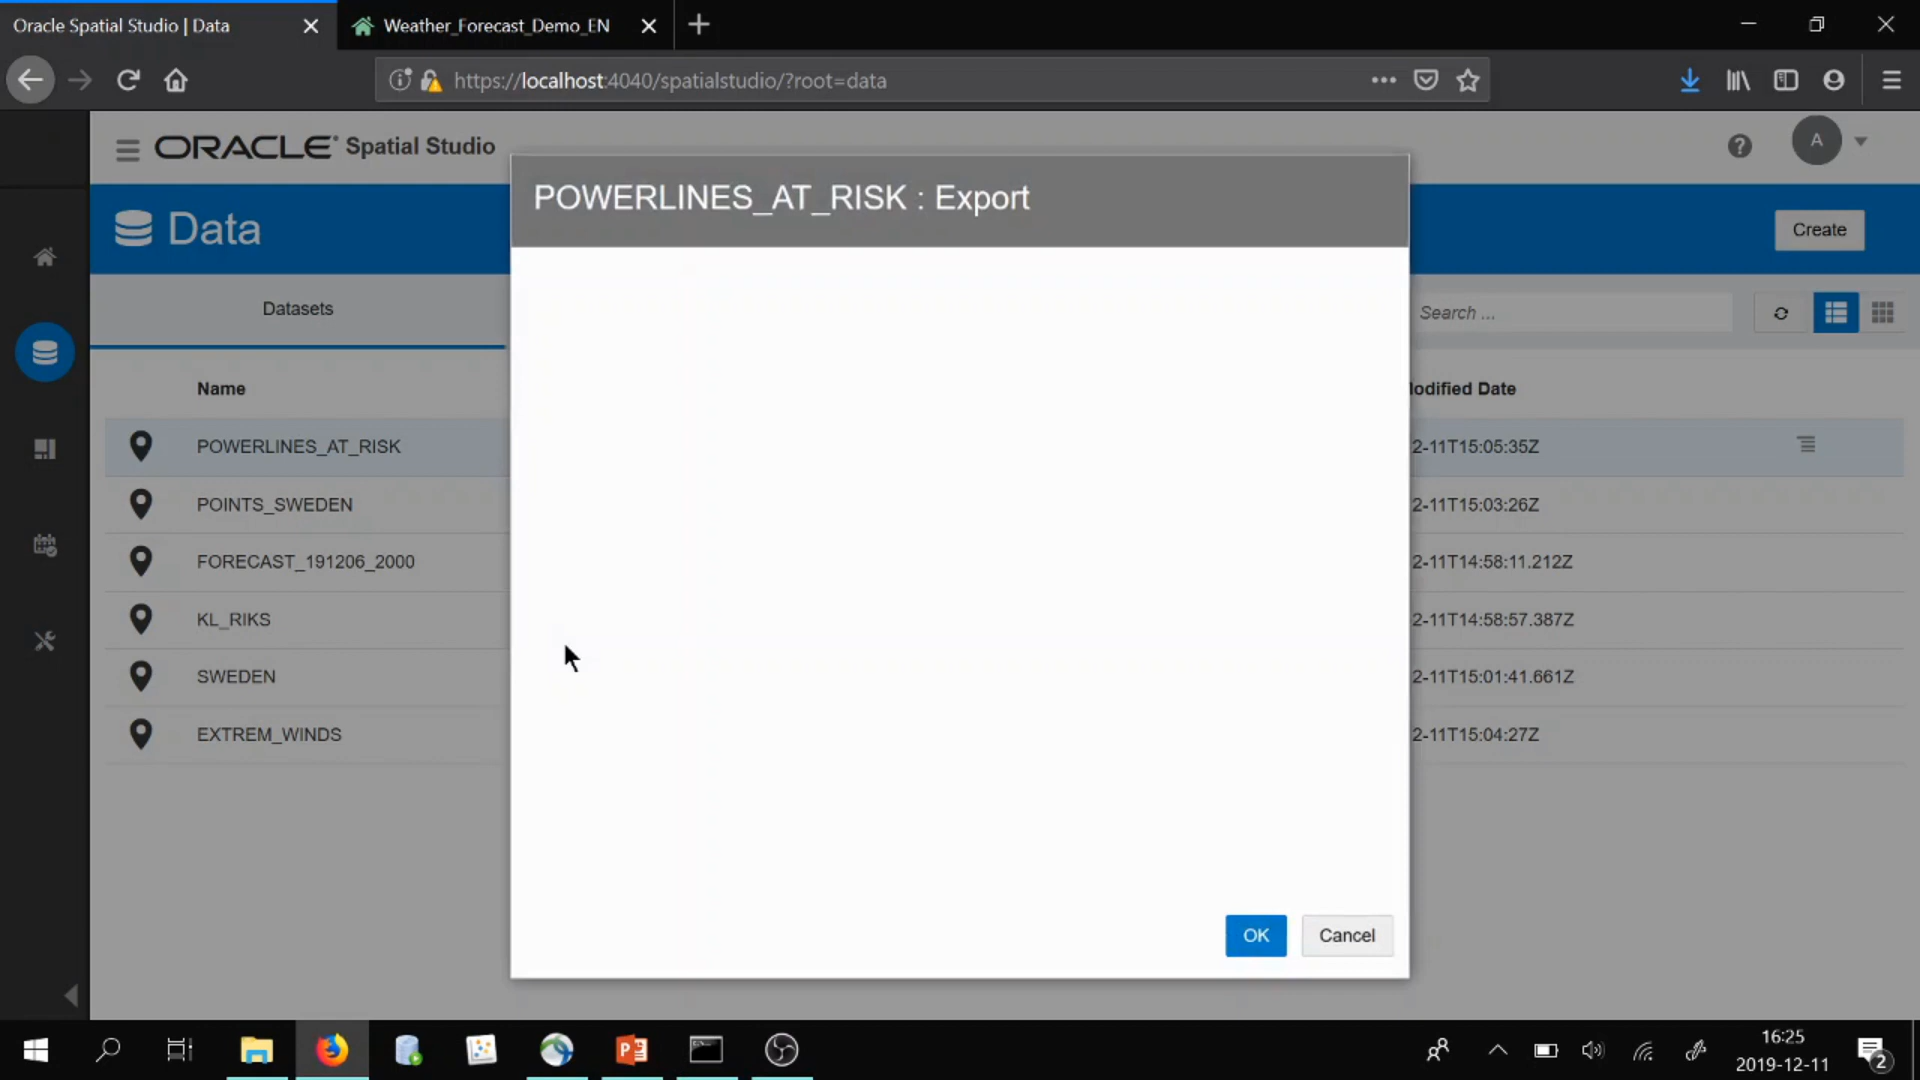 Oracle Spatial Studio | Data
Weather_Forecast_Demo_EN
https://localhost:4040/spatialstudio/?root=data
ORACLE® Spatial Studio
A
POWERLINES_AT_RISK : Export
Data
Create
Datasets
Search ...
Name
odified Date
POWERLINES_AT_RISK
2-11T15:05:35Z
POINTS_SWEDEN
2-11T15:03:26Z
FORECAST_191206_2000
2-11T14:58:11.212Z
KL_RIKS
2-11T14:58:57.387Z
SWEDEN
2-11T15:01:41.661Z
EXTREM_WINDS
2-11T15:04:27Z
OK
Cancel
16:25
2019-12-11
2